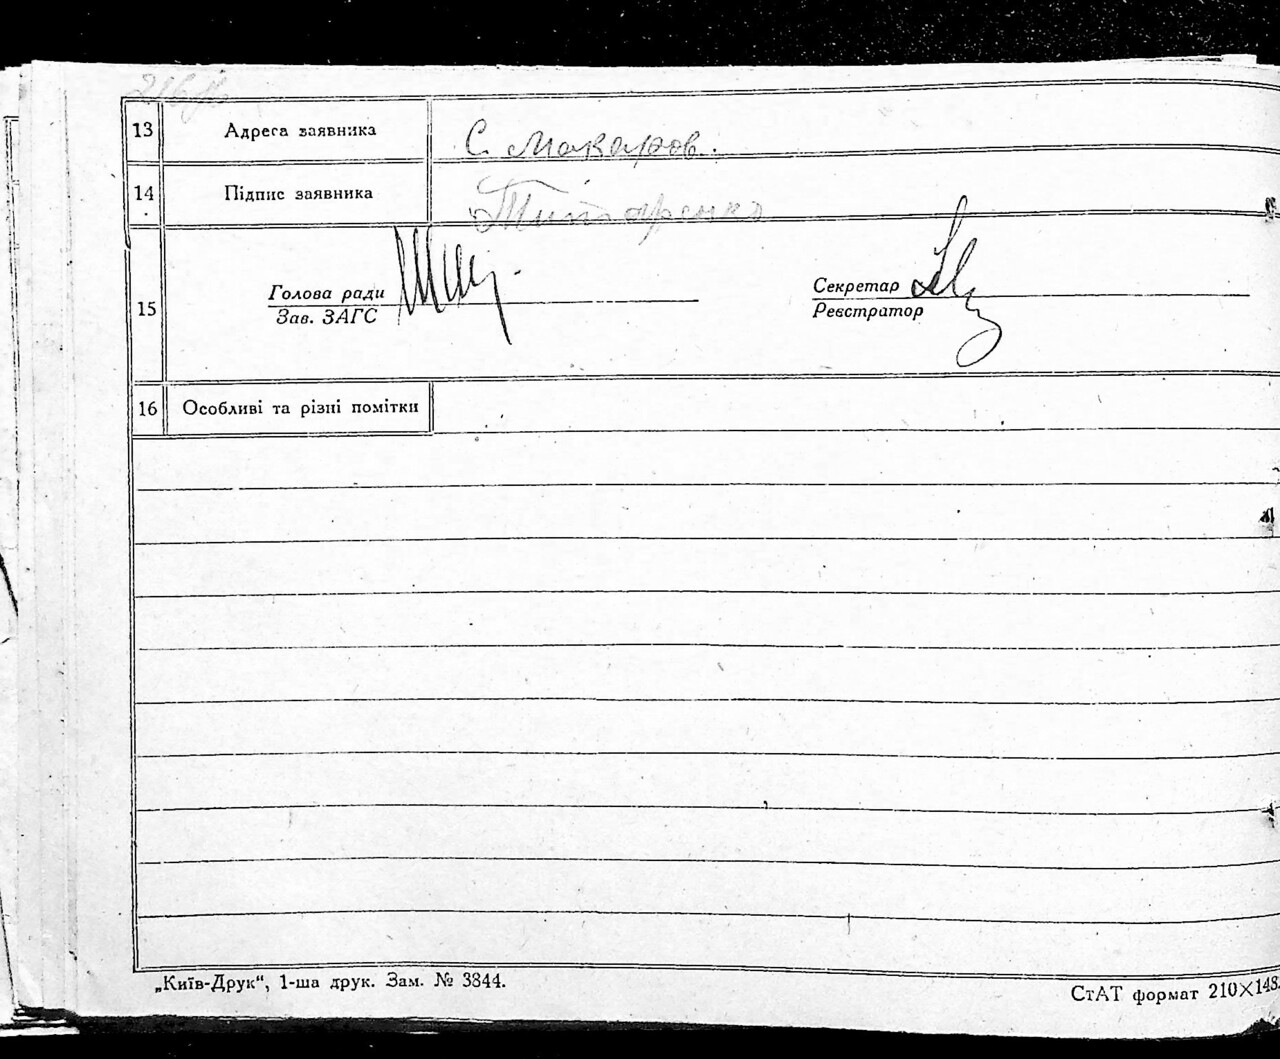 13 Адреса заявника С. Макаров.
14 Підпис заявника Титаренко
15 Голова ради Секретар
Зав. ЗАГС Реєстратор
16 Особливі та різні помітки
„Київ-Друк“, 1-ша друк. Зам. № 3844.
СтАТ формат 210×148.